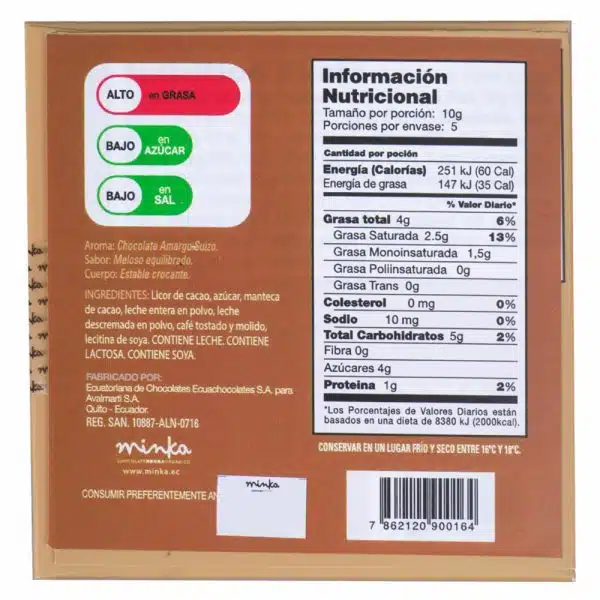 ALTO en GRASA
BAJO en AZÚCAR
BAJO en SAL
Aroma: Chocolate Amargo-Suizo.
Sabor: Meloso equilibrado.
Cuerpo: Estable crocante.
INGREDIENTES: Licor de cacao, azúcar, manteca
de cacao, leche entera en polvo, leche
descremada en polvo, café tostado y molido,
lecitina de soya. CONTIENE LECHE. CONTIENE
LACTOSA. CONTIENE SOYA.
FABRICADO POR:
Ecuatoriana de Chocolates Ecuachocolates S.A. para
Avalmarti S.A.
Quito - Ecuador.
REG. SAN. 10887-ALN-0716
minka
www.minka.ec
CONSUMIR PREFERENTEMENTE AN
minka
Información
Nutricional
Tamaño por porción: 10g
Porciones por envase: 5
Cantidad por poción
Energía (Calorías) 251 kJ (60 Cal)
Energía de grasa 147 kJ (35 Cal)
% Valor Diario*
Grasa total 4g 6%
Grasa Saturada 2.5g 13%
Grasa Monoinsaturada 1,5g
Grasa Poliinsaturada 0g
Grasa Trans 0g
Colesterol 0 mg 0%
Sodio 10 mg 0%
Total Carbohidratos 5g 2%
Fibra 0g
Azúcares 4g
Proteina 1g 2%
*Los Porcentajes de Valores Diarios están
basados en una dieta de 8380 kJ (2000kcal).
CONSERVAR EN UN LUGAR FRÍO Y SECO ENTRE 16°C Y 18°C.
7 862120 900164
minka
minka
minka